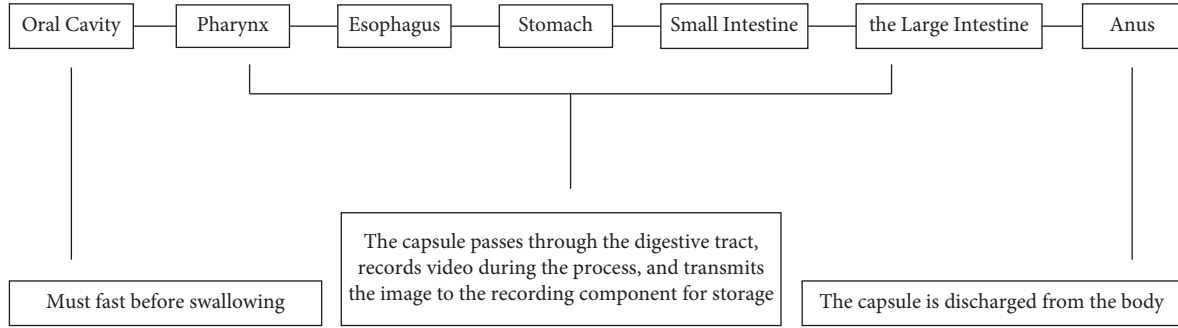 Oral Cavity
Pharynx
Esophagus
Stomach
Small Intestine
the Large Intestine
Anus
The capsule passes through the digestive tract,
records video during the process, and transmits
the image to the recording component for storage
Must fast before swallowing
The capsule is discharged from the body